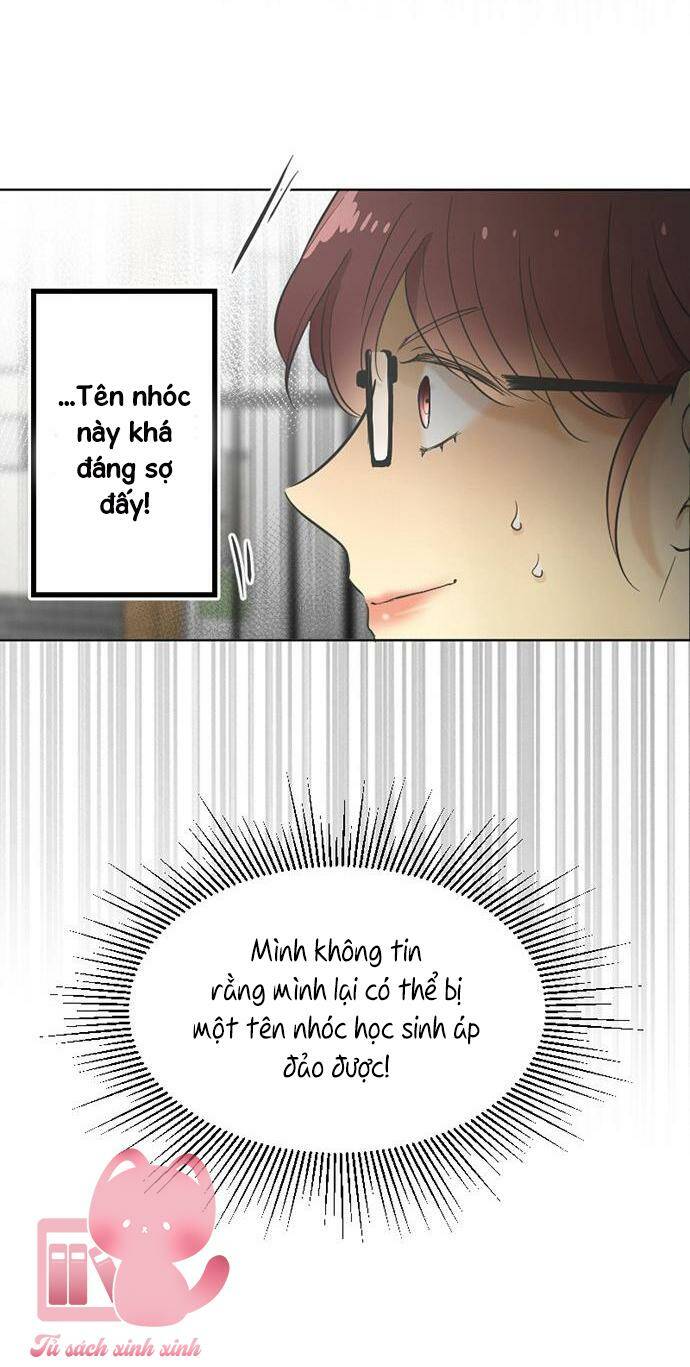 ...Tên nhóc
này khá
đáng sợ
đấy!
Mình không tin
rằng mình lại có thể bị
một tên nhóc học sinh áp
đảo được!
Tủ sách xinh xinh